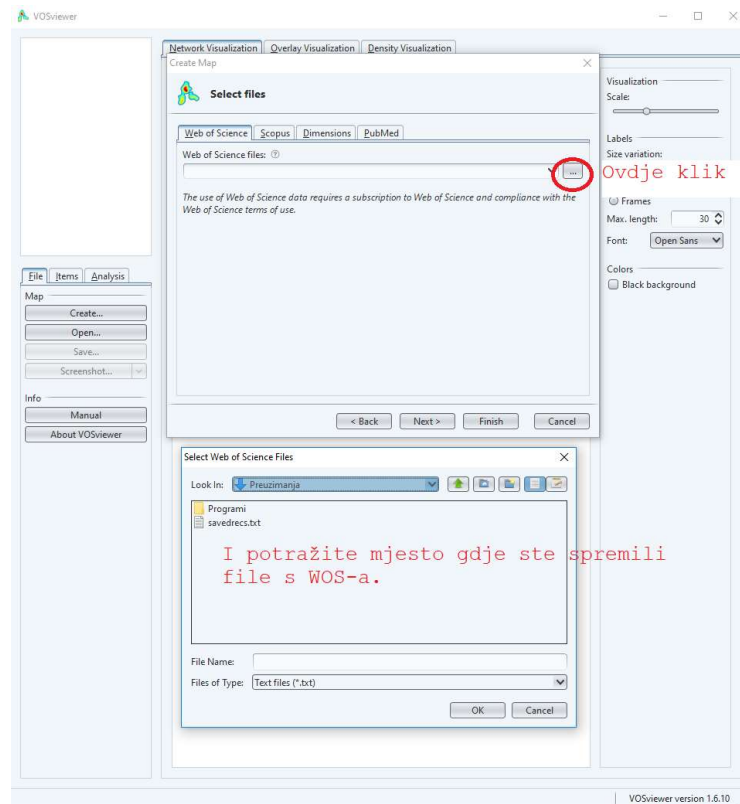 VOSviewer
Network Visualization Overlay Visualization Density Visualization
Create Map
Select files
Web of Science Scopus Dimensions PubMed
Web of Science files:
...
Ovdje klik
The use of Web of Science data requires a subscription to Web of Science and compliance with the
Web of Science terms of use.
< Back Next > Finish Cancel
Visualization
Scale:
Labels
Size variation:
Frames
Max. length: 30
Font: Open Sans
Colors
Black background
File Items Analysis
Map
Create...
Open...
Save...
Screenshot...
Info
Manual
About VOSviewer
Select Web of Science Files
Look In: Preuzimanja
Programi
savedrecs.txt
I potražite mjesto gdje ste spremili
file s WOS-a.
File Name:
Files of Type: Text files (*.txt)
OK Cancel
VOSviewer version 1.6.10